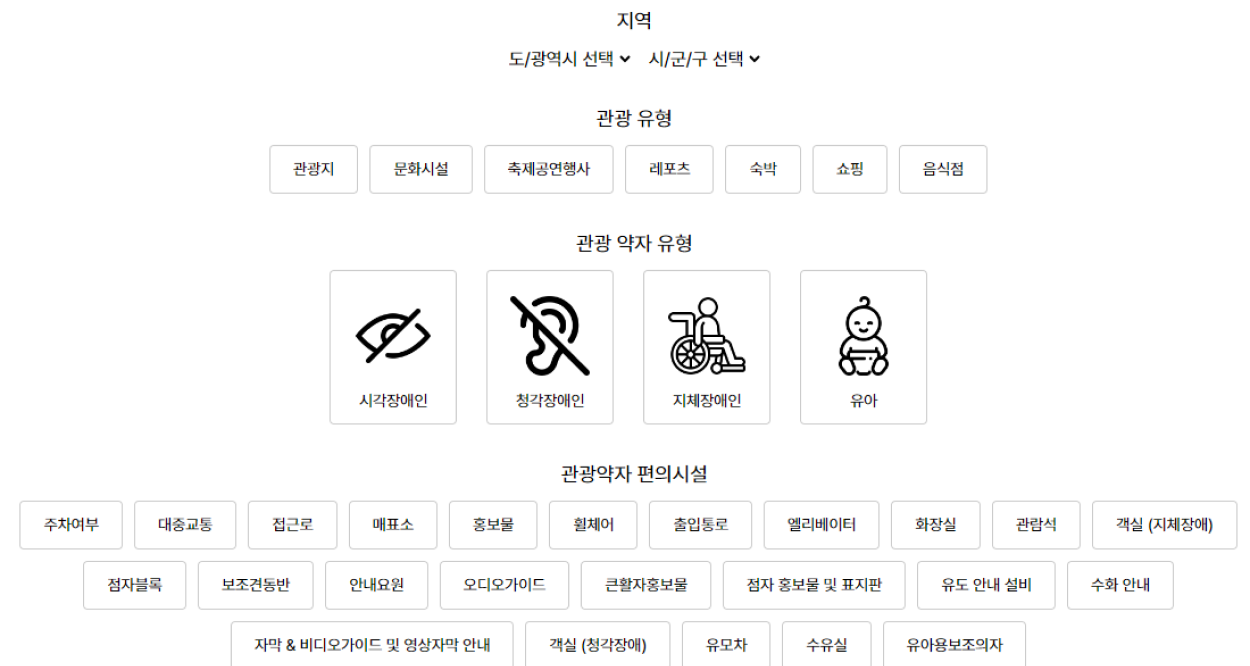 지역
도/광역시 선택 시/군/구 선택
관광 유형
관광지 문화시설 축제공연행사 레포츠 숙박 쇼핑 음식점
관광 약자 유형
시각장애인 청각장애인 지체장애인 유아
관광약자 편의시설
주차여부 대중교통 접근로 매표소 홍보물 휠체어 출입통로 엘리베이터 화장실 관람석 객실 (지체장애)
점자블록 보조견동반 안내요원 오디오가이드 큰활자홍보물 점자 홍보물 및 표지판 유도 안내 설비 수화 안내
자막 & 비디오가이드 및 영상자막 안내 객실 (청각장애) 유모차 수유실 유아용보조의자